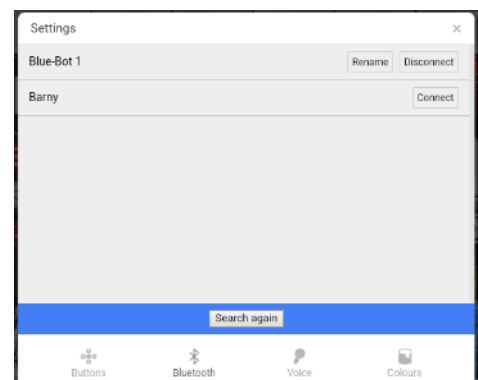 Settings ×
Blue-Bot 1 Rename Disconnect
Barny Connect
Search again
Buttons Bluetooth Voice Colours